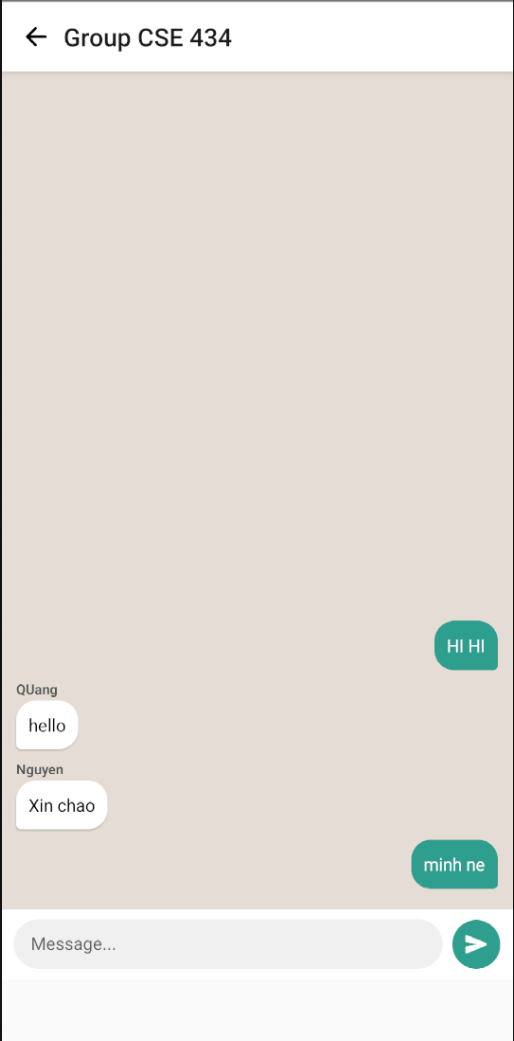 Group CSE 434
HI HI
QUang
hello
Nguyen
Xin chao
minh ne
Message...